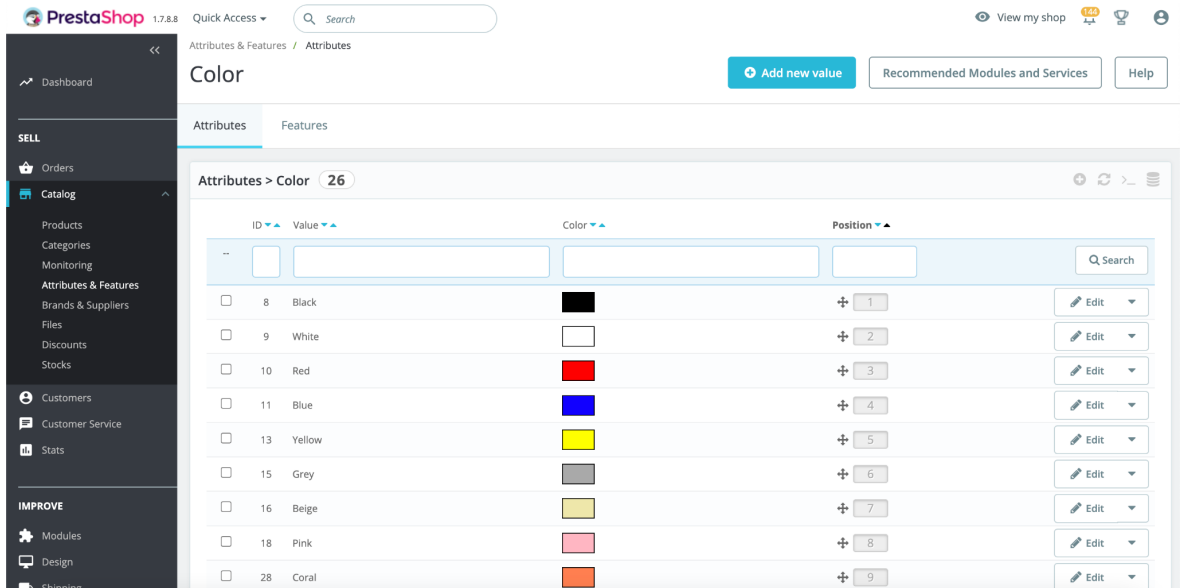 PrestaShop 1.7.8.8 Quick Access Search View my shop 144
Attributes & Features / Attributes
Color
Add new value Recommended Modules and Services Help
Dashboard
Attributes Features
SELL
Orders
Catalog
Products
Categories
Monitoring
Attributes & Features
Brands & Suppliers
Files
Discounts
Stocks
Customers
Customer Service
Stats
IMPROVE
Modules
Design
Shipping
Attributes > Color 26
ID Value Color Position
-- Search
8 Black 1 Edit
9 White 2 Edit
10 Red 3 Edit
11 Blue 4 Edit
13 Yellow 5 Edit
15 Grey 6 Edit
16 Beige 7 Edit
18 Pink 8 Edit
28 Coral 9 Edit